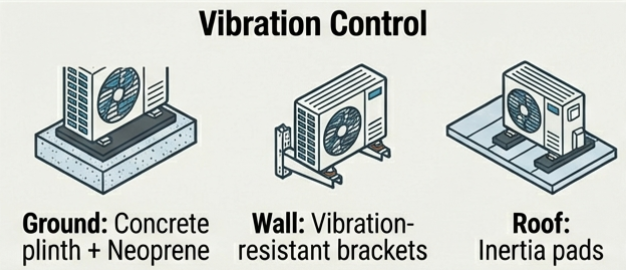 Vibration Control
Ground: Concrete
plinth + Neoprene
Wall: Vibration-
resistant brackets
Roof:
Inertia pads